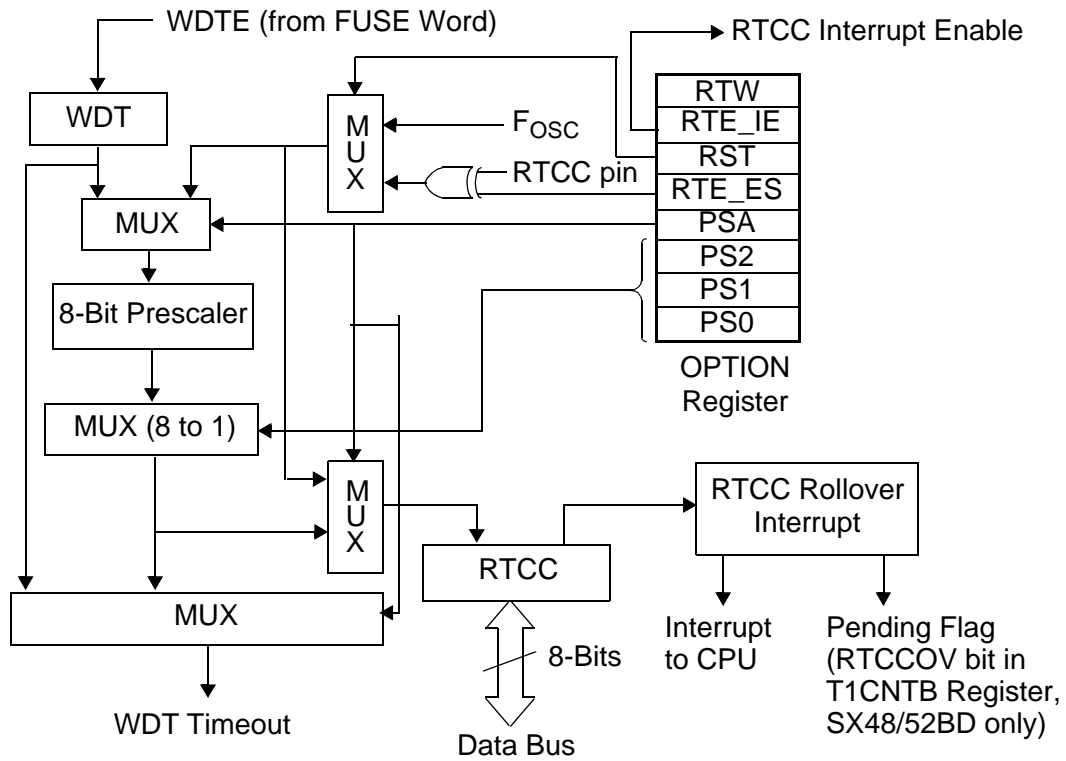 WDTE (from FUSE Word)
RTCC Interrupt Enable
WDT
MUX
FOSC
RTCC pin
RTW
RTE_IE
RST
RTE_ES
PSA
PS2
PS1
PS0
OPTION
Register
MUX
8-Bit Prescaler
MUX (8 to 1)
MUX
RTCC Rollover
Interrupt
RTCC
MUX
8-Bits
Interrupt
to CPU
Pending Flag
(RTCCOV bit in
T1CNTB Register,
SX48/52BD only)
WDT Timeout
Data Bus